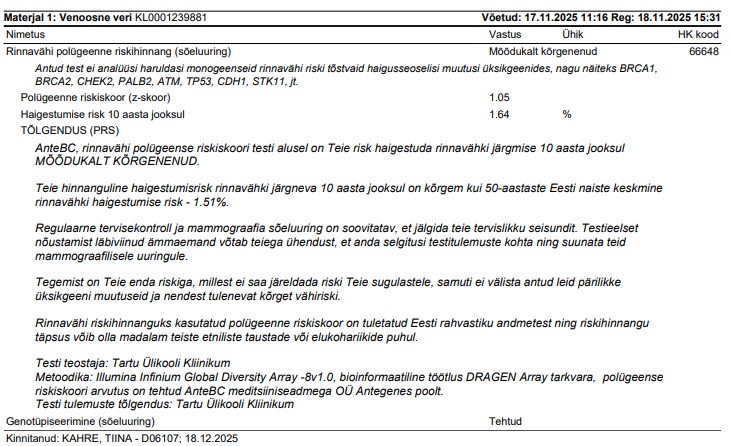 Materjal 1: Venoosne veri KL0001239881 Võetud: 17.11.2025 11:16 Reg: 18.11.2025 15:31
Nimetus Vastus Ühik HK kood
Rinnavähi polügeenne riskihinnang (sõeluuring) Möödukalt kõrgenenud 66648
Antud test ei analüüsi haruldasi monogeenseid rinnavähi riski tõstvaid haigusseoselisi muutusi üksikgeenides, nagu näiteks BRCA1,
BRCA2, CHEK2, PALB2, ATM, TP53, CDH1, STK11, jt.
Polügeenne riskiskoor (z-skoor) 1.05
Haigestumise risk 10 aasta jooksul 1.64 %
TÕLGENDUS (PRS)
AnteBC, rinnavähi polügeense riskiskoori testi alusel on Teie risk haigestuda rinnavähki järgmise 10 aasta jooksul
MÕÕDUKALT KÕRGENENUD.
Teie hinnanguline haigestumisrisk rinnavähki järgneva 10 aasta jooksul on kõrgem kui 50-aastaste Eesti naiste keskmine
rinnavähki haigestumise risk - 1.51%.
Regulaarne tervisekontroll ja mammograafia sõeluuring on soovitatav, et jälgida teie tervislikku seisundit. Testieelset
nõustamist läbiviinud ämmaemand võtab teiega ühendust, et anda selgitusi testitulemuste kohta ning suunata teid
mammograafilisele uuringule.
Tegemist on Teie enda riskiga, millest ei saa järeldada riski Teie sugulastele, samuti ei välista antud leid pärilikke
üksikgeeni muutuseid ja nendest tulenevat kõrget vähiriski.
Rinnavähi riskihinnanguks kasutatud polügeenne riskiskoor on tuletatud Eesti rahvastiku andmetest ning riskihinnangu
täpsus võib olla madalam teiste etniliste taustade või elukohariikide puhul.
Testi teostaja: Tartu Ülikooli Kliinikum
Metoodika: Illumina Infinium Global Diversity Array -8v1.0, bioinformaatiline töötlus DRAGEN Array tarkvara, polügeense
riskiskoori arvutus on tehtud AnteBC meditsiiniseadmega OÜ Antegenes poolt.
Testi tulemuste tõlgendus: Tartu Ülikooli Kliinikum
Genotüpiseerimine (sõeluuring) Tehtud
Kinnitanud: KAHRE, TIINA - D06107; 18.12.2025